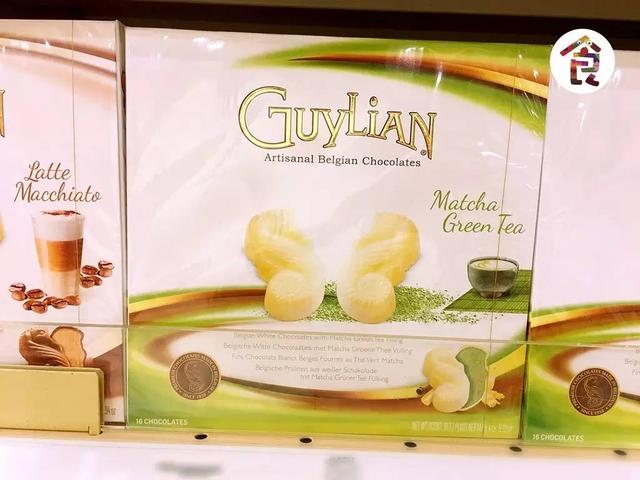 食
GUYLIAN
Artisanal Belgian Chocolates
Latte
Macchiato
Matcha
Green Tea
Belgian White Chocolates with Matcha Green Tea Filling
Belgische Witte Chocolaatjes met Matcha Groene Thee Vulling
Fins Chocolats Blancs Belges Fourrés au Thé Vert Matcha
Belgische Pralinen aus weißer Schokolade
mit Matcha Grüner Tee Füllung
16 CHOCOLATES
16 CHOCOLATES